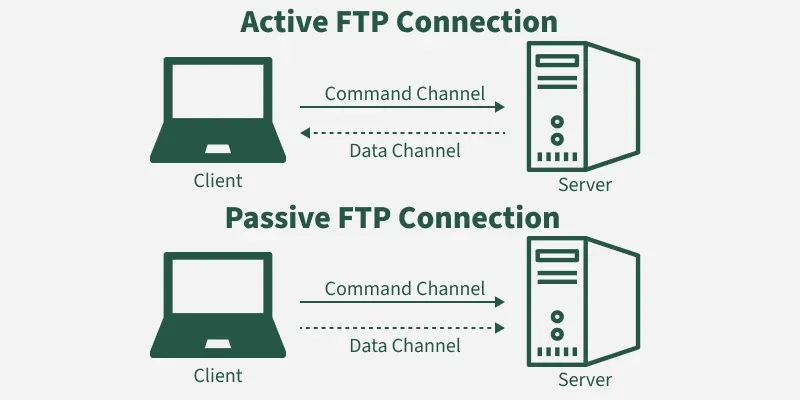 Active FTP Connection
Command Channel
Data Channel
Client
Server
Passive FTP Connection
Command Channel
Data Channel
Client
Server